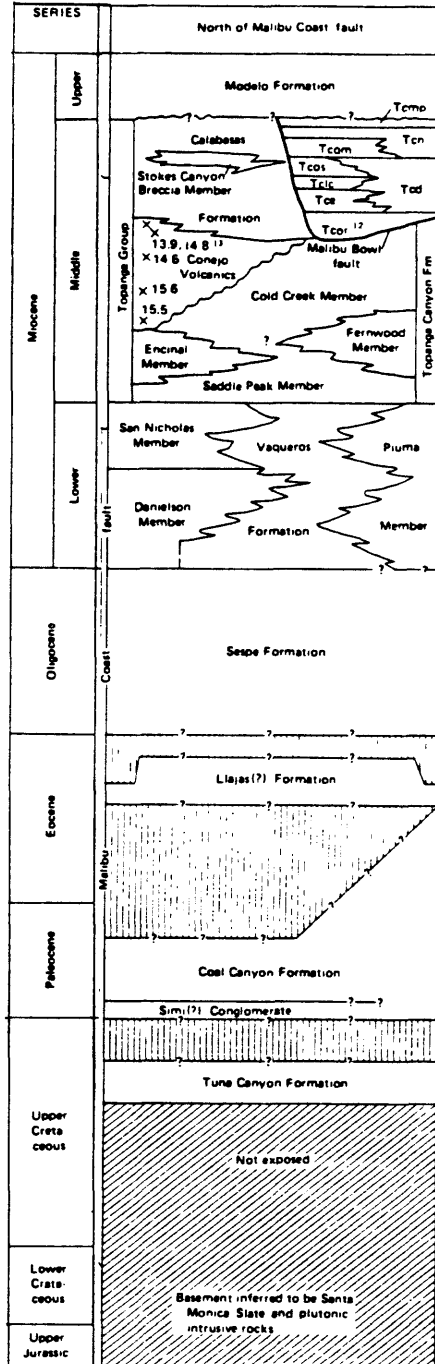 SERIES
North of Malibu Coast fault
Miocene
Upper
Modelo Formation
?
?
?
Tcmp
Calabasas
Tcn
Tcom
Stokes Canyon
Breccia Member
Tcos
Tclc
Tce
Tcd
Formation
Tcor 12
Middle
Topanga Group
13.9, 14.8 13
Malibu Bowl
fault
14.6 Conejo
Volcanics
Topanga Canyon Fm
15.6
Cold Creek Member
15.5
Encinal
Member
?
Fernwood
Member
Saddle Peak Member
Lower
San Nicholas
Member
Vaqueros
Piuma
Danielson
Member
Formation
Member
? ?
fault
Oligocene
Coast
Sespe Formation
? ? ?
Eocene
? ? ?
Llajas(?) Formation
? ? ?
Malibu
?
?
?
Paleocene
? ?
Coal Canyon Formation
? ?
Simi(?) Conglomerate
? ? ?
? ? ?
Tuna Canyon Formation
Upper
Creta
ceous
Not exposed
Lower
Crata-
ceous
Basement inferred to be Santa
Monica Slate and plutonic
intrusive rocks
Upper
Jurassic